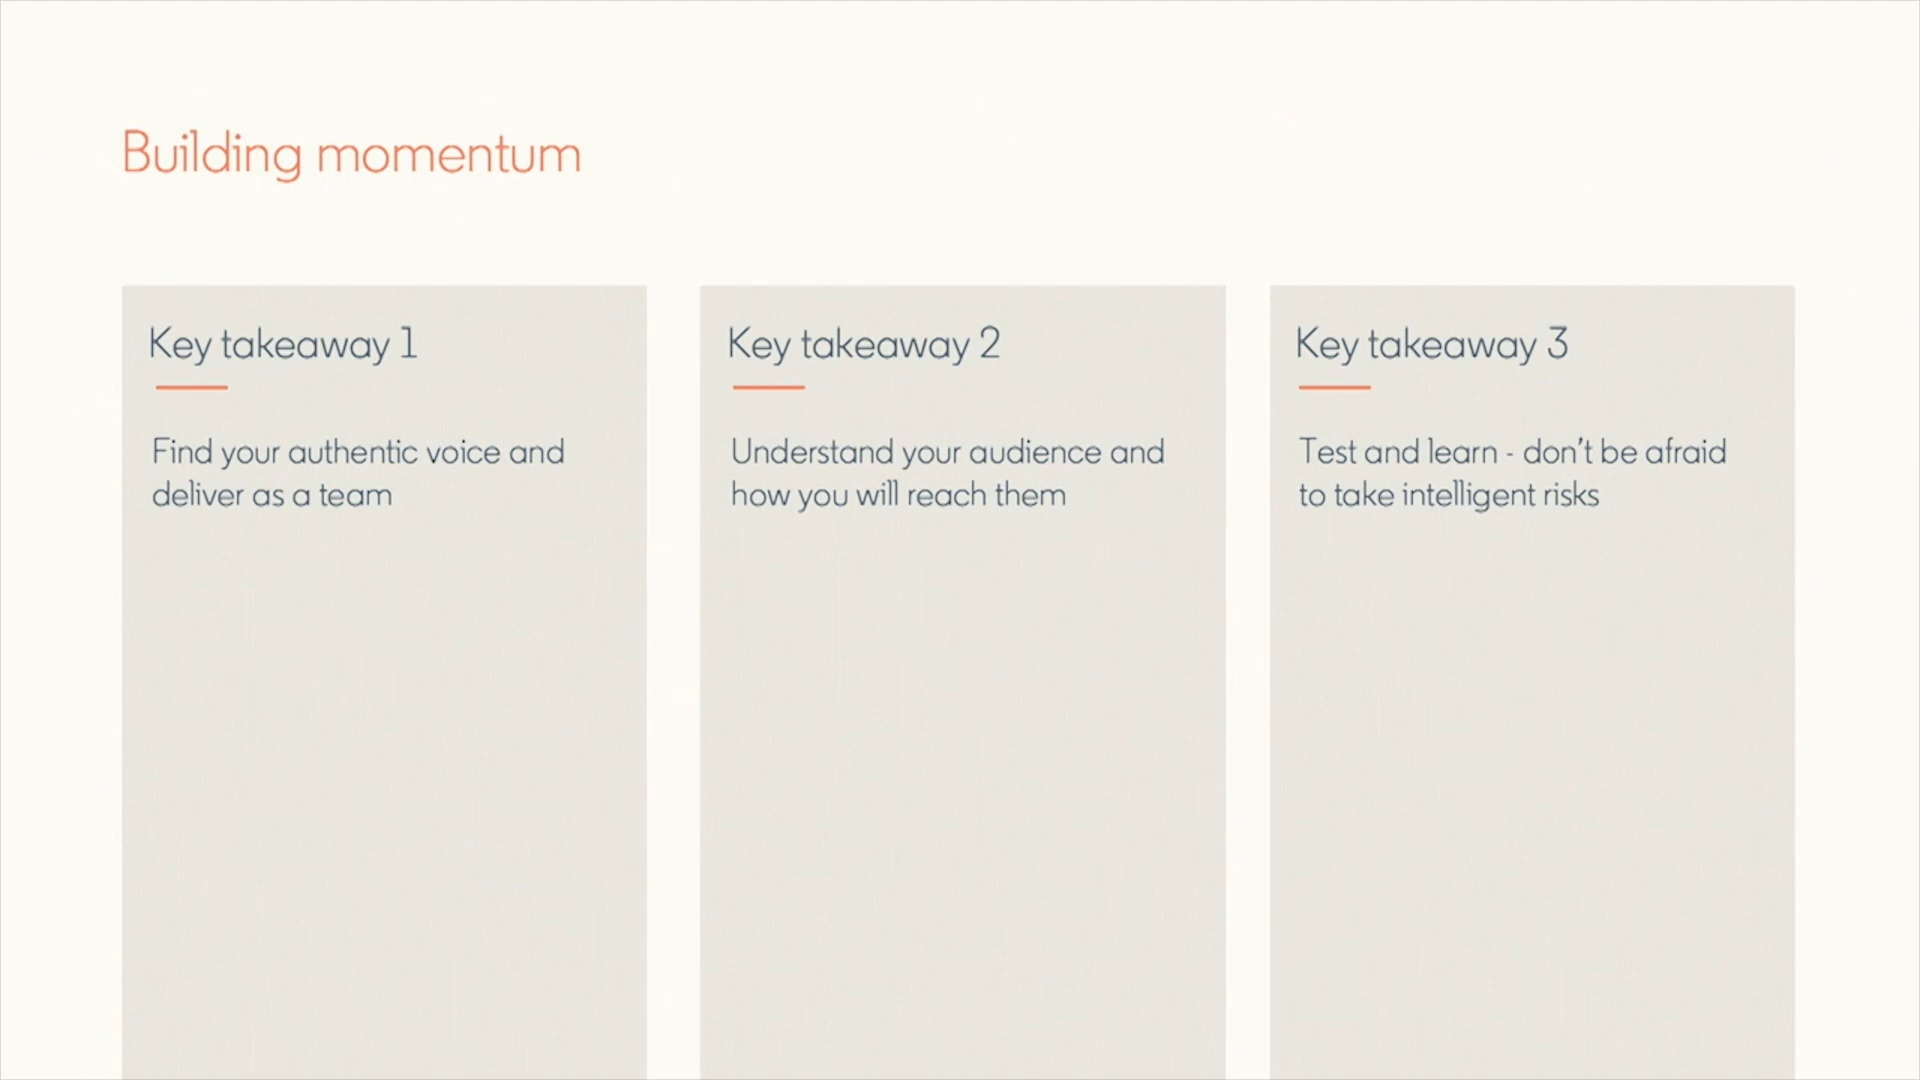 Building momentum
Key takeaway 1
Find your authentic voice and
deliver as a team
Key takeaway 2
Understand your audience and
how you will reach them
Key takeaway 3
Test and learn - don't be afraid
to take intelligent risks